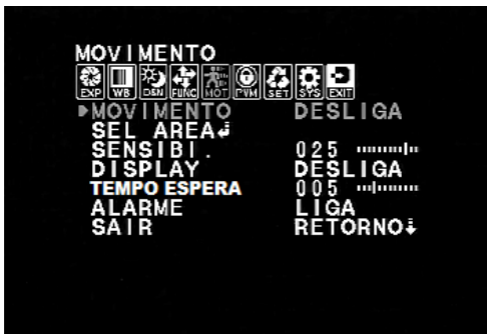 MOVIMENTO
EXP WB D&N FUNC MOT PVM SET SYS EXIT
MOVIMENTO DESLIGA
SEL AREA
SENSIBI. 025
DISPLAY DESLIGA
TEMPO ESPERA 005
ALARME LIGA
SAIR RETORNO